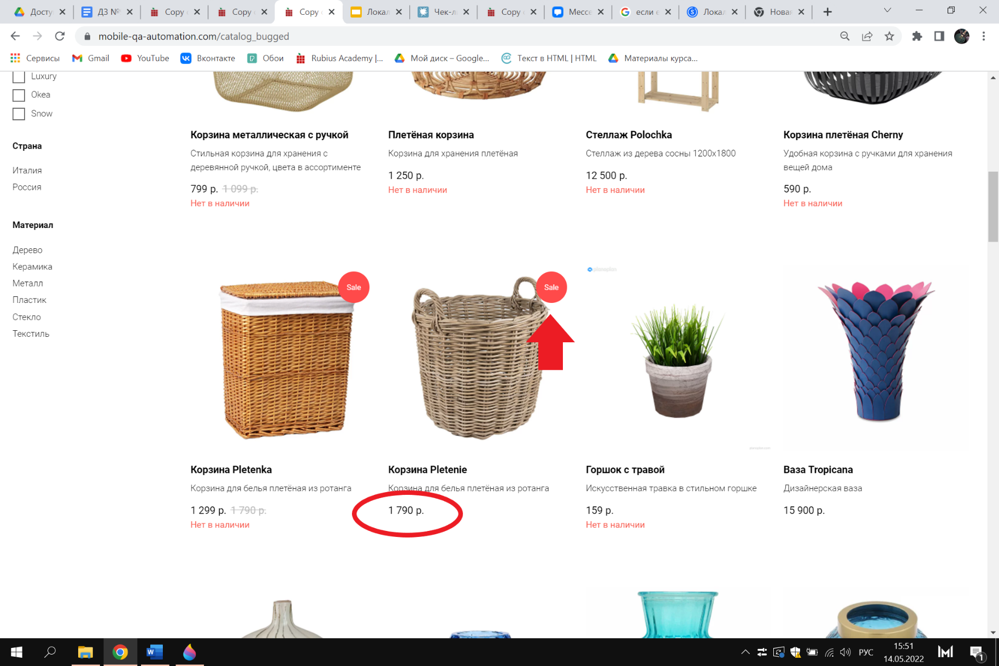 Досту
ДЗ №
Copy
Copy
Copy
Локал
Чек-л
Copy
Мессе
если
Локал
Новая
mobile-qa-automation.com/catalog_bugged
Сервисы
Gmail
YouTube
Вконтакте
Обои
Rubius Academy |...
Мой диск – Google...
Текст в HTML | HTML
Материалы курса...
Luxury
Okea
Snow
Страна
Италия
Россия
Материал
Дерево
Керамика
Металл
Пластик
Стекло
Текстиль
Корзина металлическая с ручкой
Стильная корзина для хранения с
деревянной ручкой, цвета в ассортименте
799 р. 1 099 р.
Нет в наличии
Плетёная корзина
Корзина для хранения плетёная
1 250 р.
Нет в наличии
Стеллаж Polochka
Стеллаж из дерева сосны 1200х1800
12 500 р.
Нет в наличии
Корзина плетёная Cherny
Удобная корзина с ручками для хранения
вещей дома
590 р.
Нет в наличии
Sale
Корзина Pletenka
Корзина для белья плетёная из ротанга
1 299 р. 1 790 р.
Нет в наличии
Sale
Корзина Pletenie
Корзина для белья плетёная из ротанга
1 790 р.
planoplan
Горшок с травой
Искусственная травка в стильном горшке
159 р.
Нет в наличии
Ваза Tropicana
Дизайнерская ваза
15 900 р.
W
РУС
15:51
14.05.2022
1